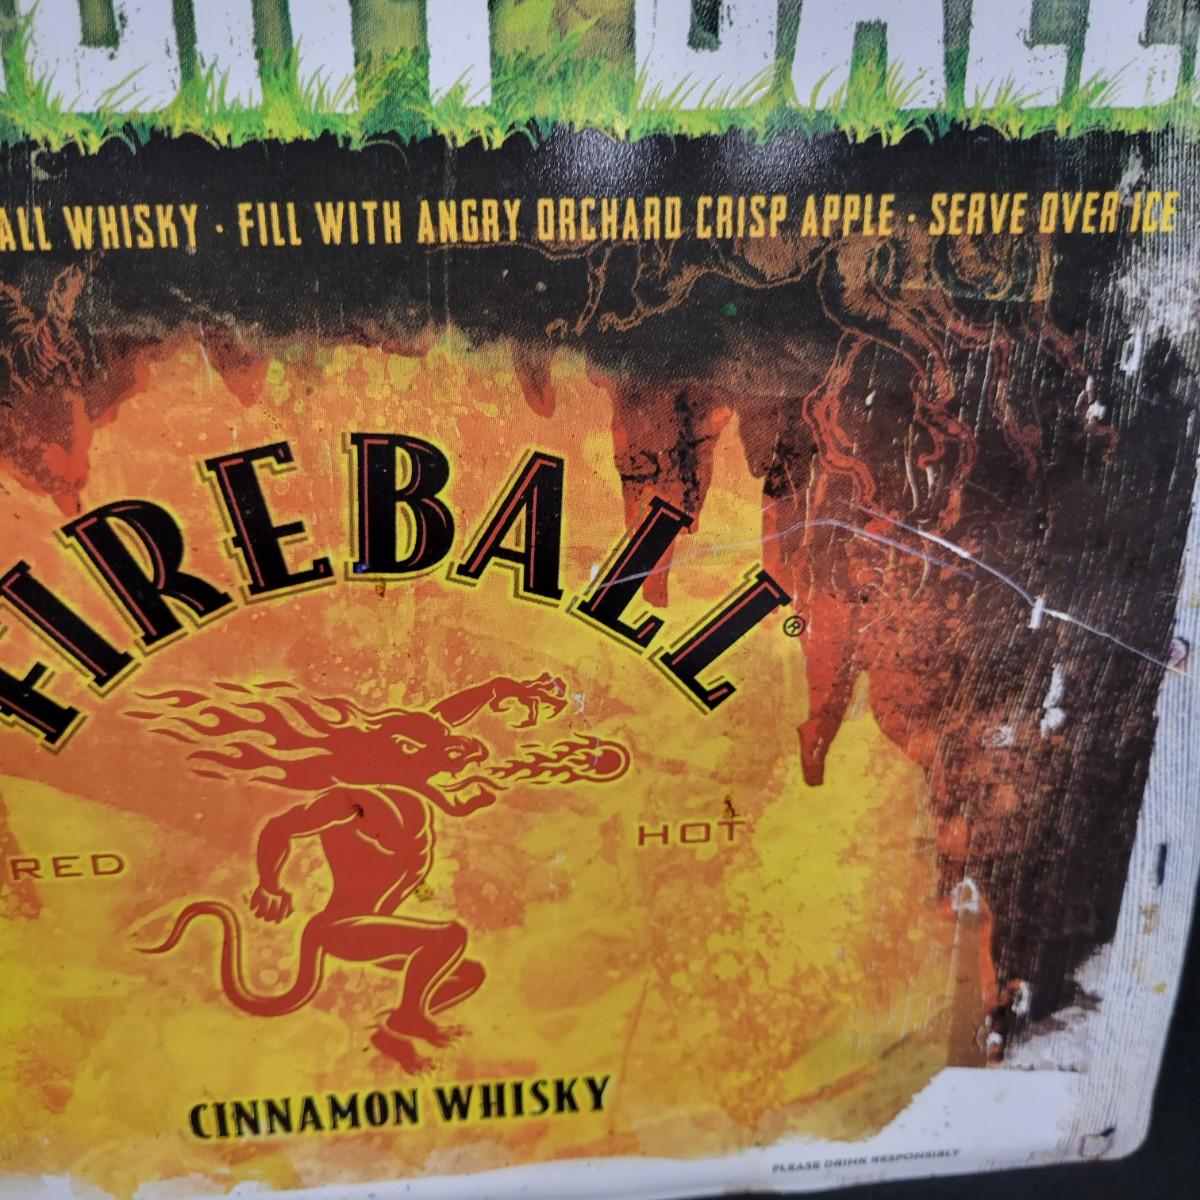 ALL WHISKY · FILL WITH ANGRY ORCHARD CRISP APPLE · SERVE OVER ICE
FIREBALL®
RED HOT
CINNAMON WHISKY
PLEASE DRINK RESPONSIBLY